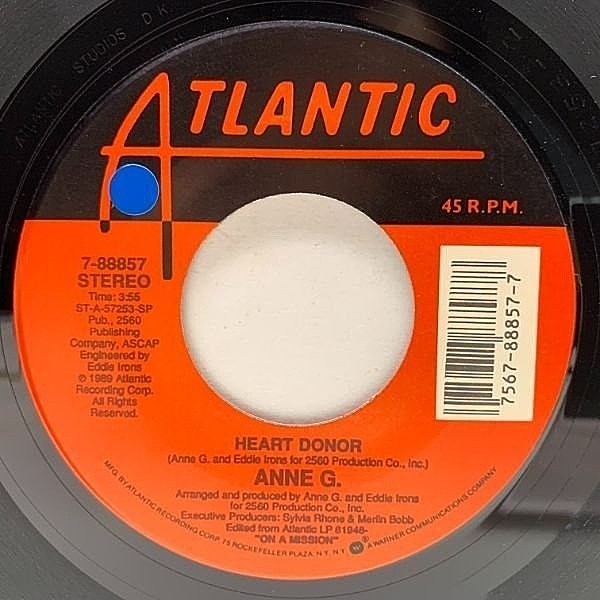 ATLANTIC STUDIOS DK
ATLANTIC
45 R.P.M.
7-88857
STEREO
Time: 3:55
ST-A-57253-SP
Pub., 2560
Publishing
Company, ASCAP
Engineered by
Eddie Irons
℗ 1989 Atlantic
Recording Corp.
All Rights
Reserved.
7567-88857-7
HEART DONOR
(Anne G. and Eddie Irons for 2560 Production Co., Inc.)
ANNE G.
Arranged and produced by Anne G. and Eddie Irons
for 2560 Production Co., Inc.
Executive Producers: Sylvia Rhone & Merlin Bobb
Edited from Atlantic LP 81948-
"ON A MISSION"
MFG. BY ATLANTIC RECORDING CORP. 75 ROCKEFELLER PLAZA, N.Y. N.Y. A WARNER COMMUNICATIONS COMPANY